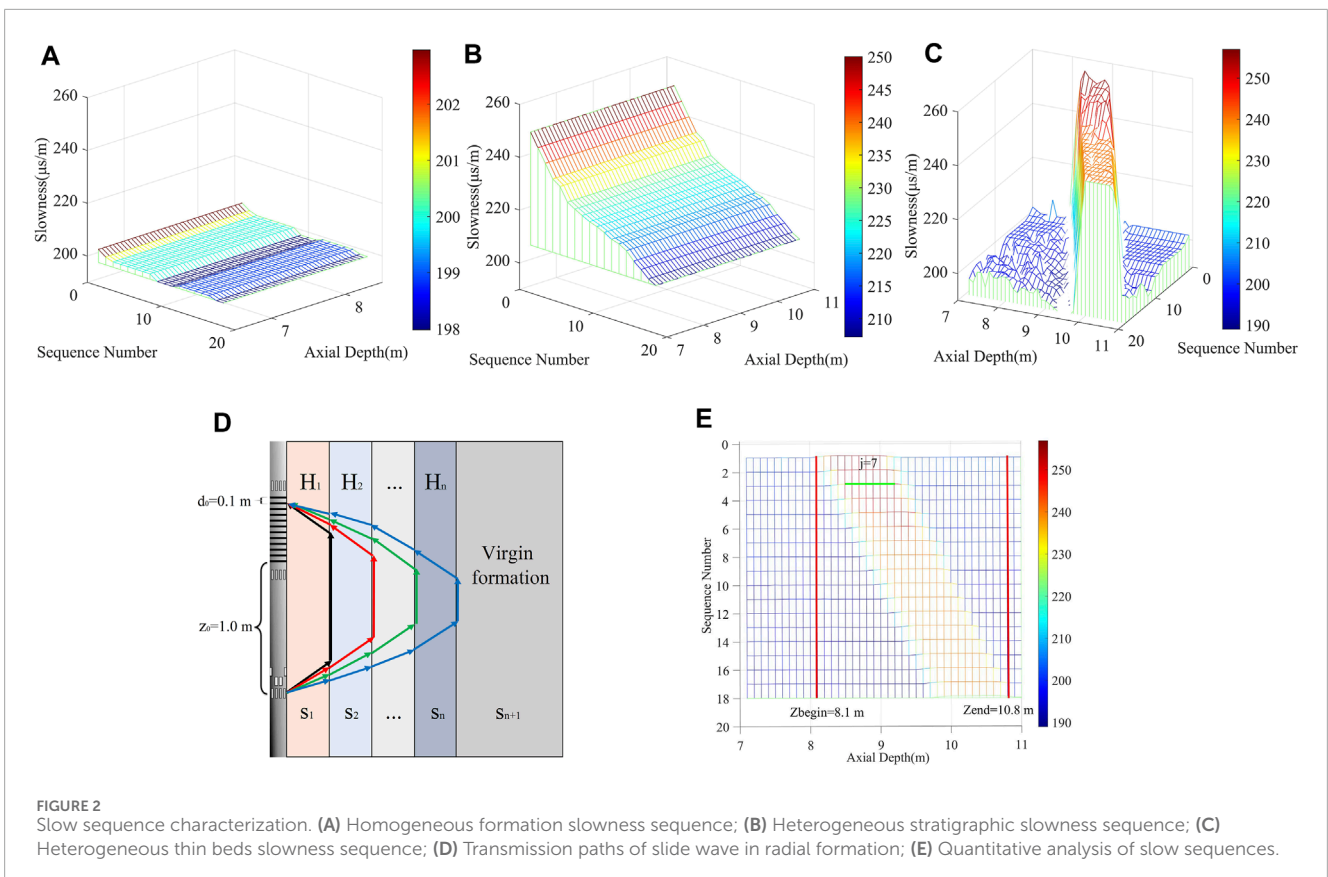 A
260
240
220
200
Slowness(μs/m)
0
10
20
Sequence Number
7
8
Axial Depth(m)
202
201
200
199
198
B
260
240
220
200
Slowness(μs/m)
0
10
20
Sequence Number
7
8
9
10
11
Axial Depth(m)
250
245
240
235
230
225
220
215
210
C
260
240
220
200
Slowness(μs/m)
7
8
9
10
11
Axial Depth(m)
0
10
20
Sequence Number
250
240
230
220
210
200
190
D
H₁ H₂ ... Hₙ
d₀=0.1 m
Virgin
formation
z₀=1.0 m
s₁ s₂ ... sₙ sₙ₊₁
E
0
2
4
6
8
10
12
14
16
18
20
Sequence Number
j=7
Zbegin=8.1 m
Zend=10.8 m
7 8 9 10 11
Axial Depth(m)
250
240
230
220
210
200
190
FIGURE 2
Slow sequence characterization. (A) Homogeneous formation slowness sequence; (B) Heterogeneous stratigraphic slowness sequence; (C)
Heterogeneous thin beds slowness sequence; (D) Transmission paths of slide wave in radial formation; (E) Quantitative analysis of slow sequences.